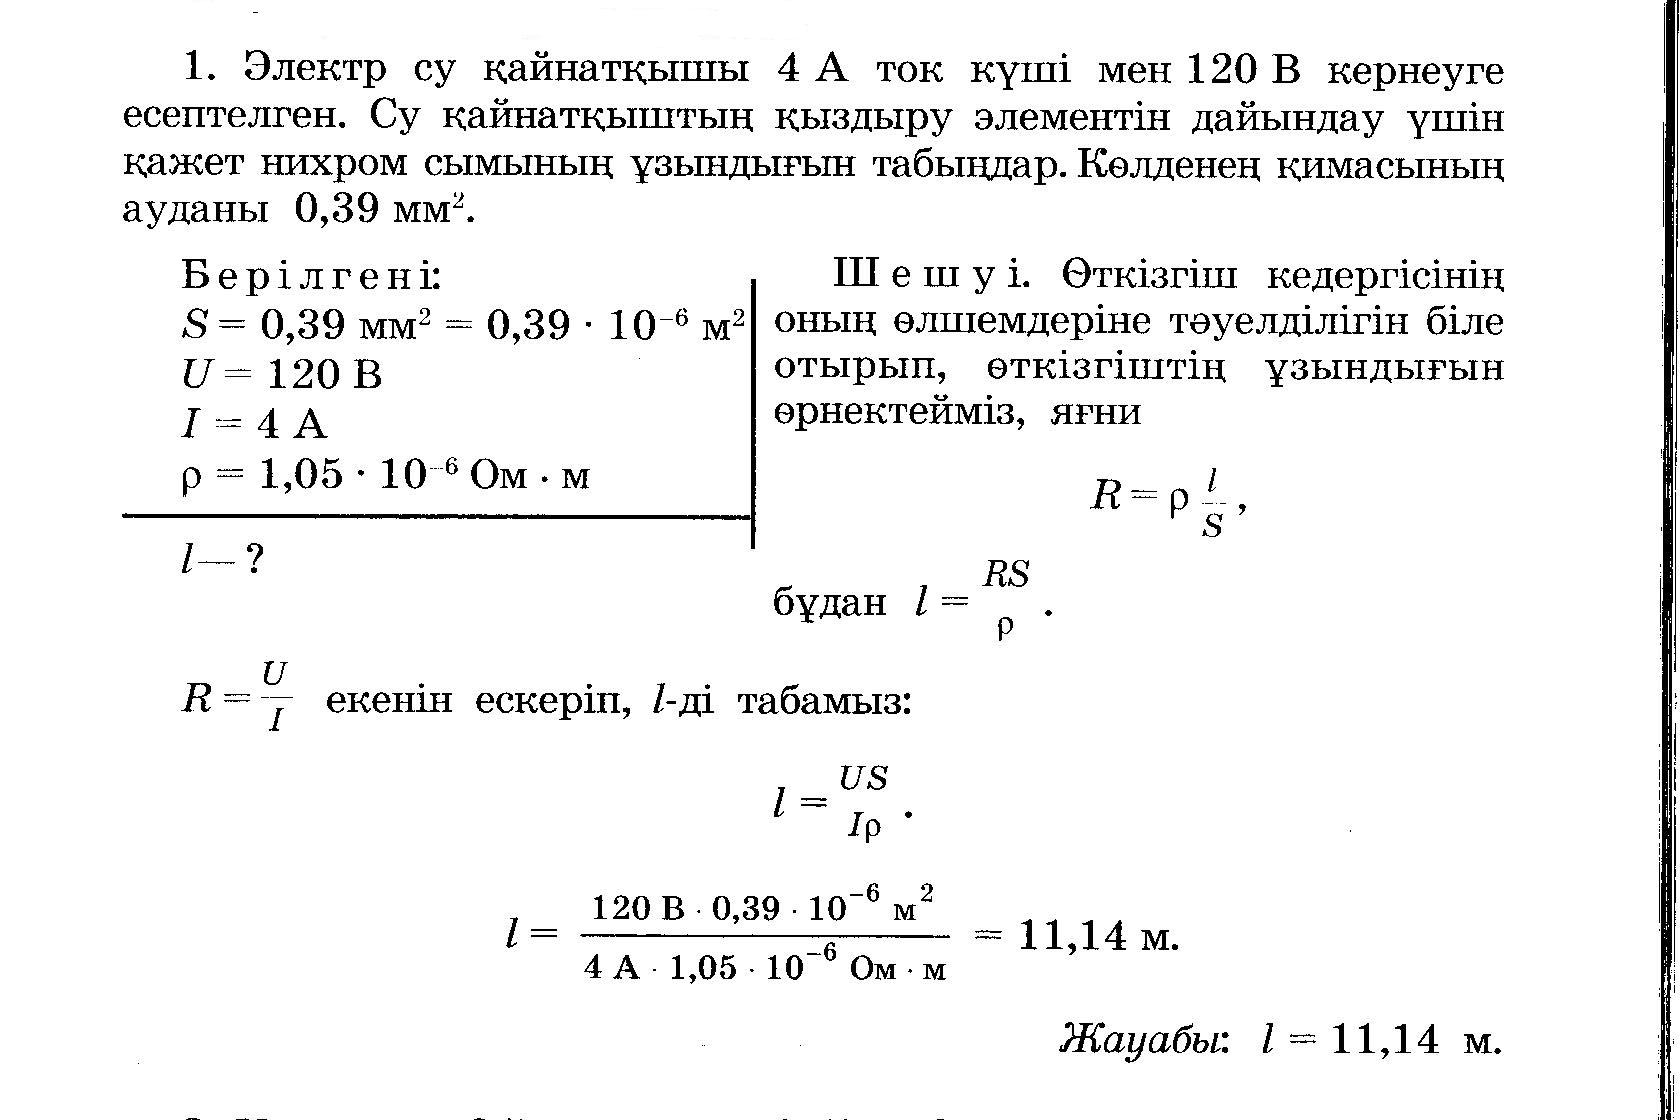 1. Электр су қайнатқышы 4 А ток күші мен 120 В кернеуге
есептелген. Су қайнатқыштың қыздыру элементін дайындау үшін
қажет нихром сымының ұзындығын табыңдар. Көлденең қимасының
ауданы 0,39 мм².
Берілгені:
S = 0,39 мм² = 0,39 · 10⁻⁶ м²
U = 120 В
I = 4 А
ρ = 1,05 · 10⁻⁶ Ом · м
l — ?
Шешуі. Өткізгіш кедергісінің
оның өлшемдеріне тәуелділігін біле
отырып, өткізгіштің ұзындығын
өрнектейміз, яғни
R = ρ l/S,
бұдан l = RS/ρ.
R = U/I екенін ескеріп, l-ді табамыз:
l = US/Iρ.
l = 120 В · 0,39 · 10⁻⁶ м² / 4 А · 1,05 · 10⁻⁶ Ом · м = 11,14 м.
Жауабы: l = 11,14 м.